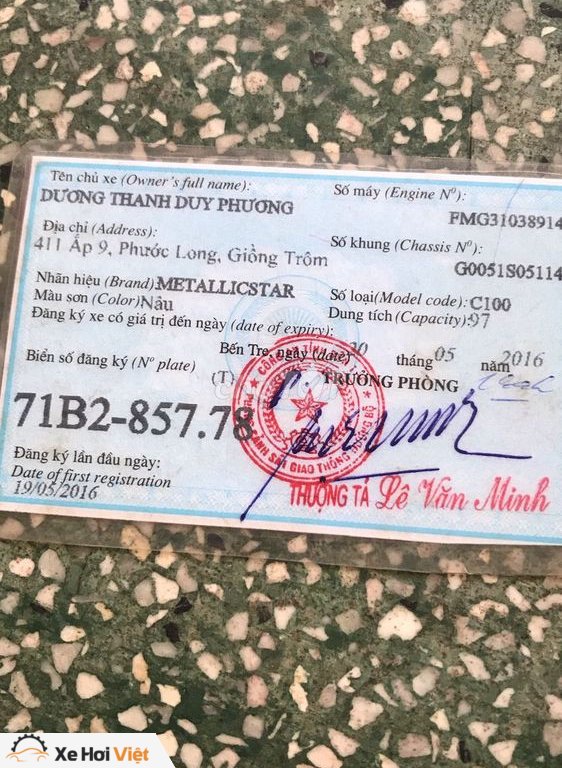 Tên chủ xe (Owner's full name):
DƯƠNG THANH DUY PHƯƠNG
Số máy (Engine Nº):
FMG31038914
Địa chỉ (Address):
411 Ấp 9, Phước Long, Giồng Trôm
Số khung (Chassis Nº):
G0051S05114
Nhãn hiệu (Brand): METALLICSTAR
Số loại (Model code): C100
Màu sơn (Color) Nâu
Dung tích (Capacity): 97
Đăng ký xe có giá trị đến ngày (date of expiry):
Bến Tre, ngày (date) 20 tháng 05 năm 2016
Biển số đăng ký (Nº plate)
(T) TRƯỞNG PHÒNG
71B2-857.78
Đăng ký lần đầu ngày:
Date of first registration
19/05/2016
THƯỢNG TÁ Lê Văn Minh
Xe Hơi Việt